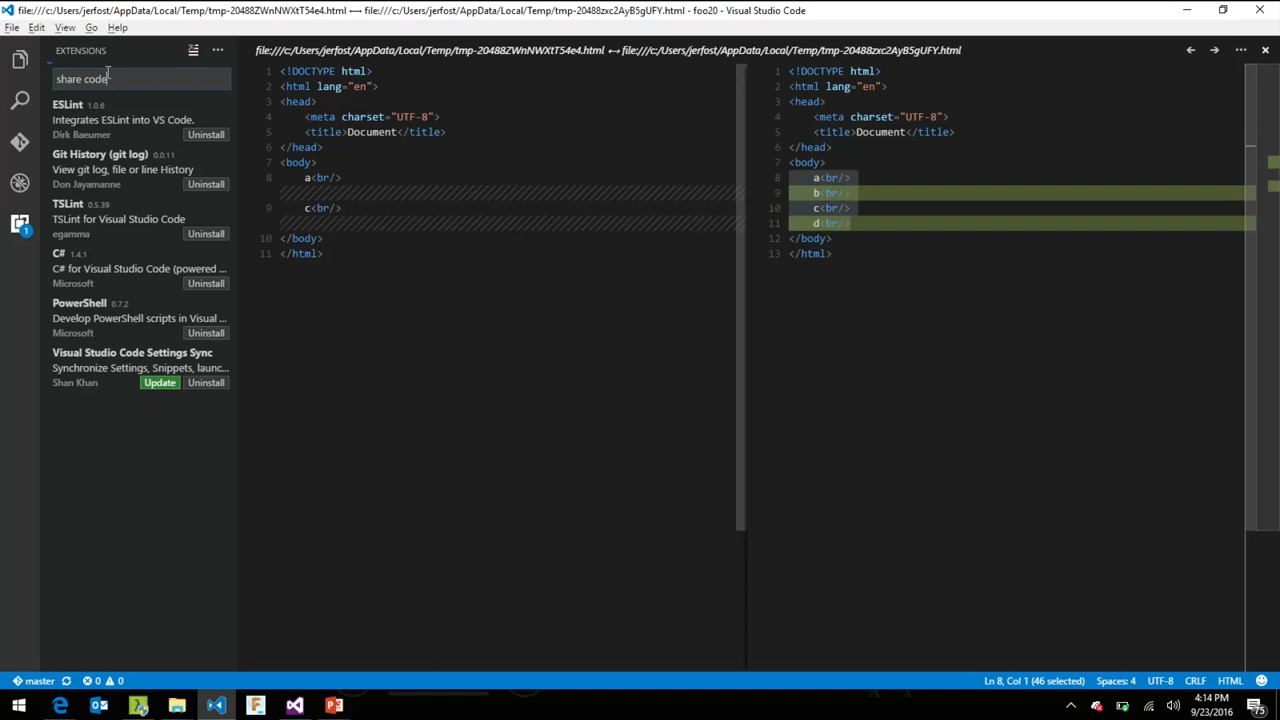 file:///c:/Users/jerfost/AppData/Local/Temp/tmp-20488ZWnNWXtT54e4.html ⟷ file:///c:/Users/jerfost/AppData/Local/Temp/tmp-20488zxc2AyB5gUFY.html - foo20 - Visual Studio Code
File Edit View Go Help
EXTENSIONS
share code
ESLint 1.0.6
Integrates ESLint into VS Code.
Dirk Baeumer Uninstall
Git History (git log) 0.0.11
View git log, file or line History
Don Jayamanne Uninstall
TSLint 0.5.39
TSLint for Visual Studio Code
egamma Uninstall
C# 1.4.1
C# for Visual Studio Code (powered ...
Microsoft Uninstall
PowerShell 0.7.2
Develop PowerShell scripts in Visual ...
Microsoft Uninstall
Visual Studio Code Settings Sync
Synchronize Settings, Snippets, launc...
Shan Khan Update Uninstall
1
file:///c:/Users/jerfost/AppData/Local/Temp/tmp-20488ZWnNWXtT54e4.html ↔ file:///c:/Users/jerfost/AppData/Local/Temp/tmp-20488zxc2AyB5gUFY.html
1 <!DOCTYPE html>
2 <html lang="en">
3 <head>
4 <meta charset="UTF-8">
5 <title>Document</title>
6 </head>
7 <body>
8 a<br/>
9 c<br/>
10 </body>
11 </html>
1 <!DOCTYPE html>
2 <html lang="en">
3 <head>
4 <meta charset="UTF-8">
5 <title>Document</title>
6 </head>
7 <body>
8 a<br/>
9 b<br/>
10 c<br/>
11 d<br/>
12 </body>
13 </html>
master 0 0 Ln 8, Col 1 (46 selected) Spaces: 4 UTF-8 CRLF HTML
4:14 PM
9/23/2016
75